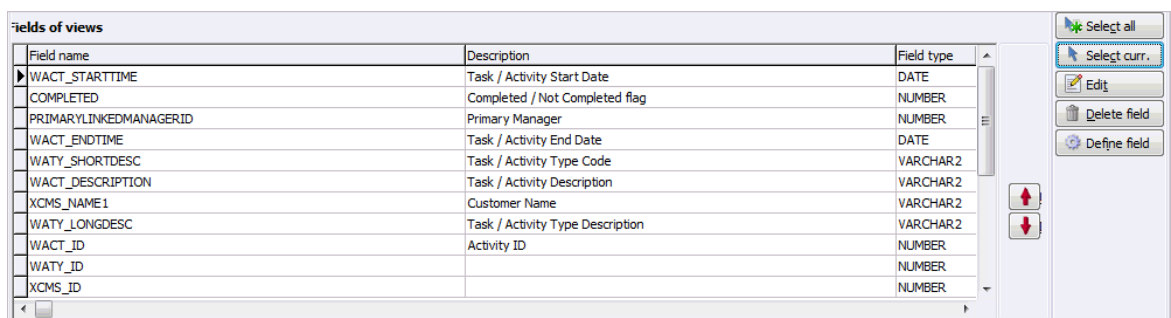 Fields of views
Select all
Field name Description Field type
Select curr.
WACT_STARTTIME Task / Activity Start Date DATE
Edit
COMPLETED Completed / Not Completed flag NUMBER
PRIMARYLINKEDMANAGERID Primary Manager NUMBER
Delete field
WACT_ENDTIME Task / Activity End Date DATE
Define field
WATY_SHORTDESC Task / Activity Type Code VARCHAR2
WACT_DESCRIPTION Task / Activity Description VARCHAR2
XCMS_NAME1 Customer Name VARCHAR2
WATY_LONGDESC Task / Activity Type Description VARCHAR2
WACT_ID Activity ID NUMBER
WATY_ID NUMBER
XCMS_ID NUMBER